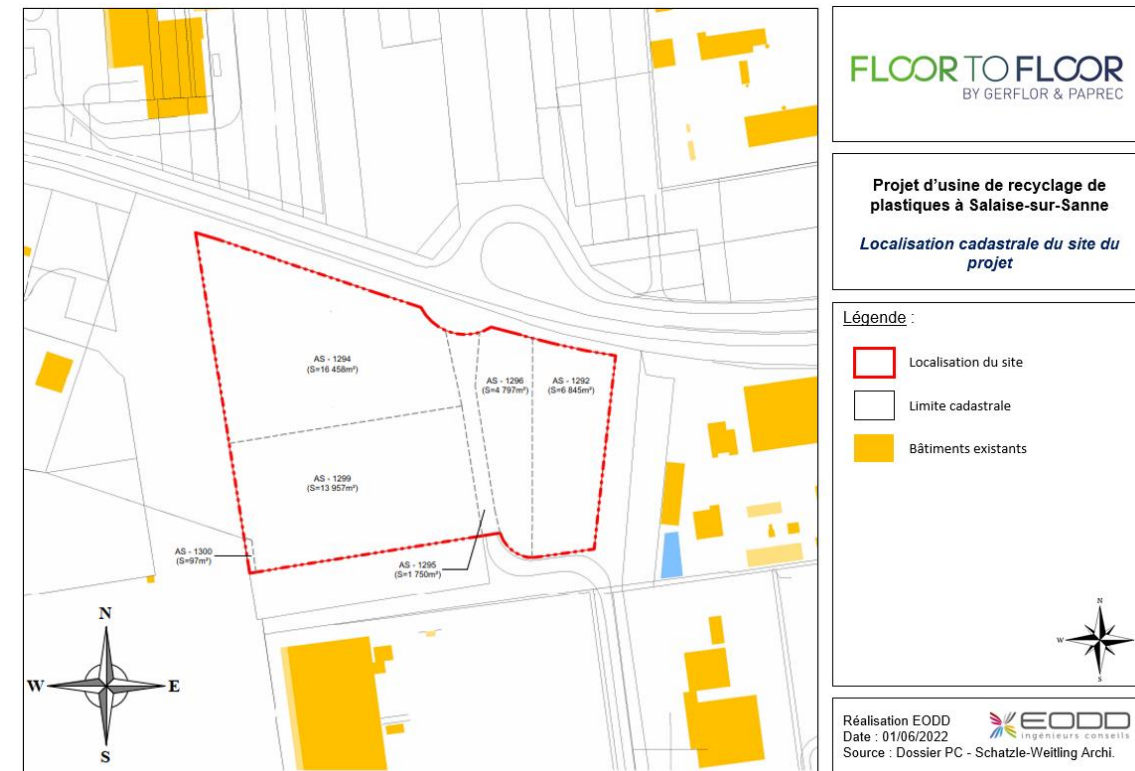 AS - 1294
(S=16 458m²)
AS - 1296
(S=4 797m²)
AS - 1292
(S=6 845m²)
AS - 1299
(S=13 957m²)
AS - 1300
(S=97m²)
AS - 1295
(S=1 750m²)
N
W
E
S
FLOOR TO FLOOR
BY GERFLOR & PAPREC
Projet d'usine de recyclage de
plastiques à Salaise-sur-Sanne
Localisation cadastrale du site du
projet
Légende :
Localisation du site
Limite cadastrale
Bâtiments existants
N
W
S
Réalisation EODD
Date : 01/06/2022
Source : Dossier PC - Schatzle-Weitling Archi.
EODD
ingénieurs conseils